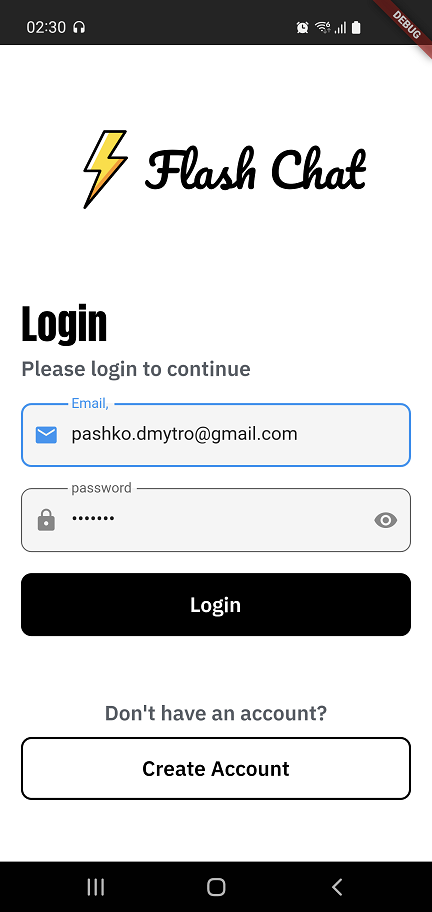 02:30
DEBUG
Flash Chat
Login
Please login to continue
Email,
pashko.dmytro@gmail.com
password
•••••••
Login
Don't have an account?
Create Account